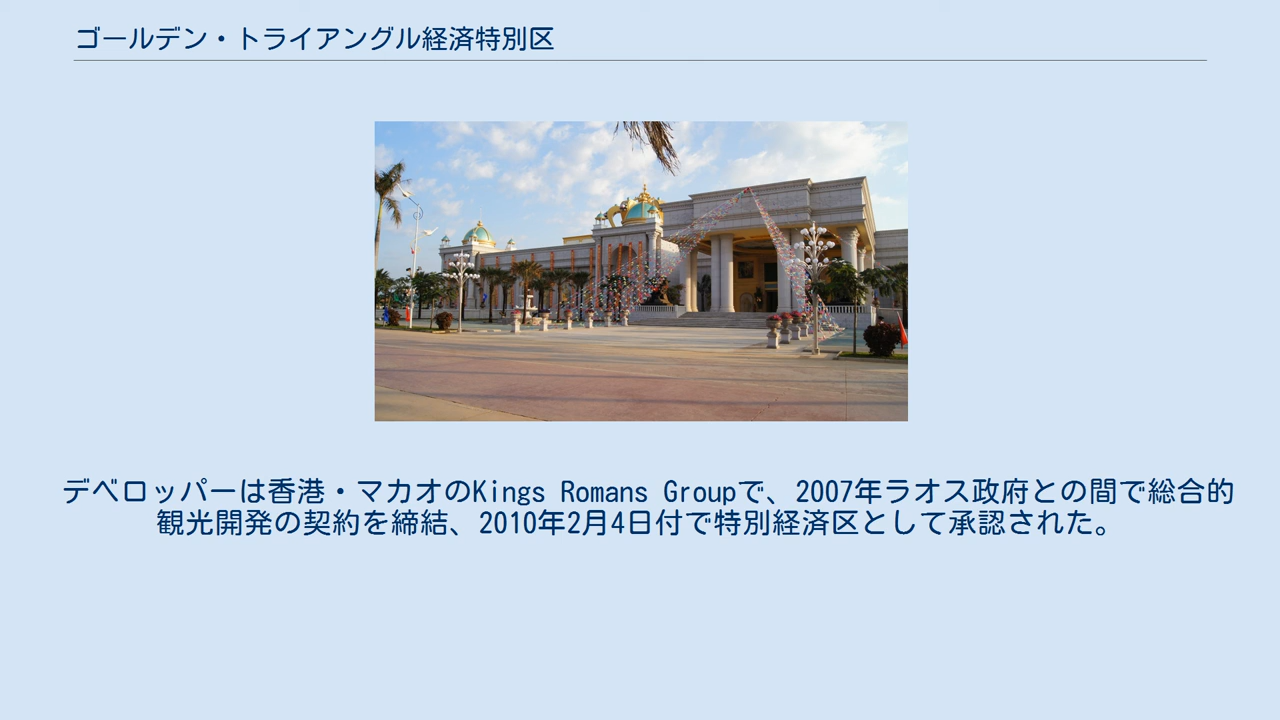 ゴールデン・トライアングル経済特別区
デベロッパーは香港・マカオのKings Romans Groupで、2007年ラオス政府との間で総合的
観光開発の契約を締結、2010年2月4日付で特別経済区として承認された。